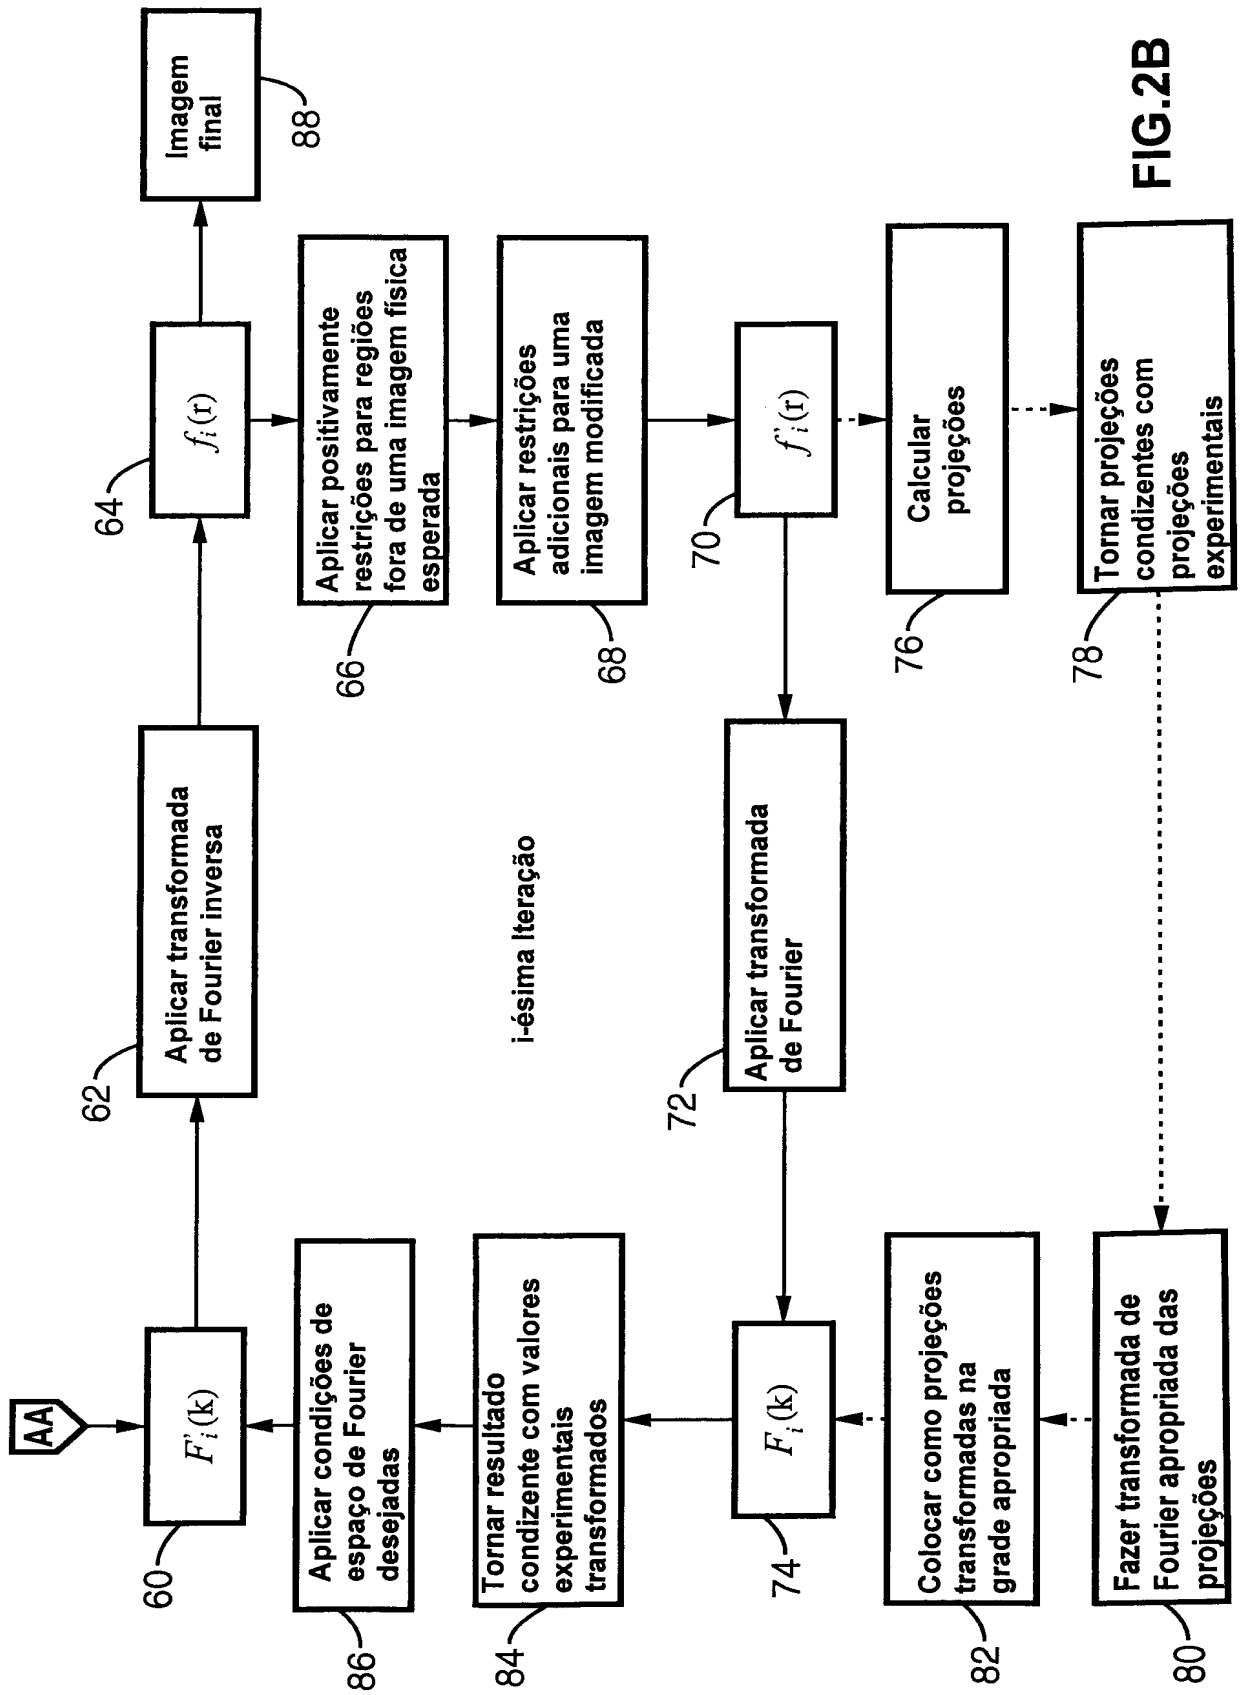 AA
60
F'i(k)
62
Aplicar transformada
de Fourier inversa
64
fi(r)
Imagem
final
88
86
Aplicar condições de
espaço de Fourier
desejadas
66
Aplicar positivamente
restrições para regiões
fora de uma imagem física
esperada
84
Tornar resultado
condizente com valores
experimentais
transformados
i-ésima Iteração
68
Aplicar restrições
adicionais para uma
imagem modificada
74
Fi(k)
72
Aplicar transformada
de Fourier
70
f'i(r)
82
Colocar como projeções
transformadas na
grade apropriada
76
Calcular
projeções
80
Fazer transformada de
Fourier apropriada das
projeções
78
Tornar projeções
condizentes com
projeções
experimentais
FIG.2B